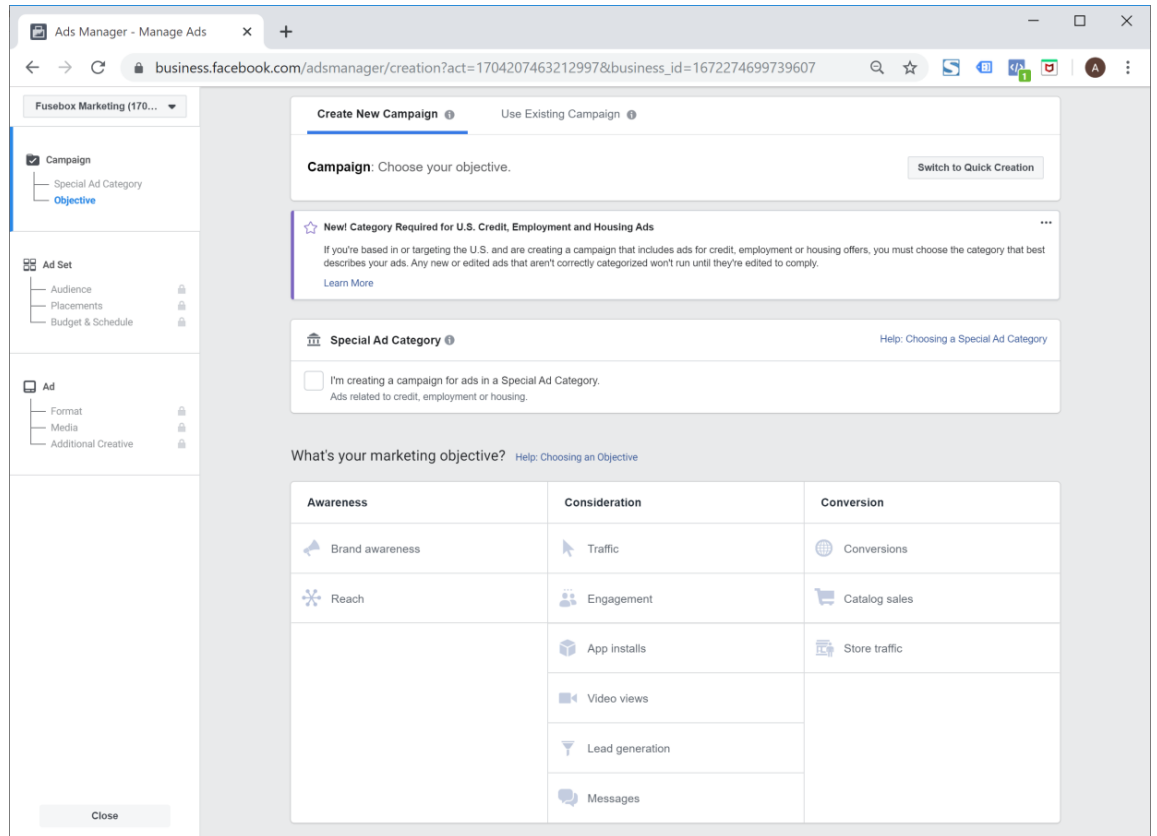 Ads Manager - Manage Ads
business.facebook.com/adsmanager/creation?act=1704207463212997&business_id=1672274699739607
1
A
Fusebox Marketing (170...
Campaign
Special Ad Category
Objective
Ad Set
Audience
Placements
Budget & Schedule
Ad
Format
Media
Additional Creative
Close
Create New Campaign
Use Existing Campaign
Campaign: Choose your objective.
Switch to Quick Creation
New! Category Required for U.S. Credit, Employment and Housing Ads
If you're based in or targeting the U.S. and are creating a campaign that includes ads for credit, employment or housing offers, you must choose the category that best
describes your ads. Any new or edited ads that aren't correctly categorized won't run until they're edited to comply.
Learn More
Special Ad Category
Help: Choosing a Special Ad Category
I'm creating a campaign for ads in a Special Ad Category.
Ads related to credit, employment or housing.
What's your marketing objective? Help: Choosing an Objective
Awareness
Brand awareness
Reach
Consideration
Traffic
Engagement
App installs
Video views
Lead generation
Messages
Conversion
Conversions
Catalog sales
Store traffic